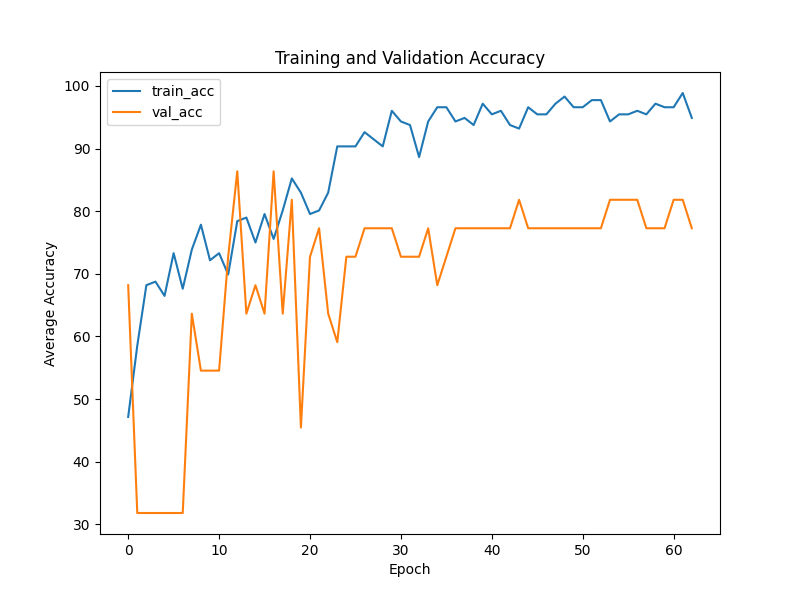 Training and Validation Accuracy
train_acc
val_acc
100
90
80
70
60
50
40
30
Average Accuracy
0 10 20 30 40 50 60
Epoch